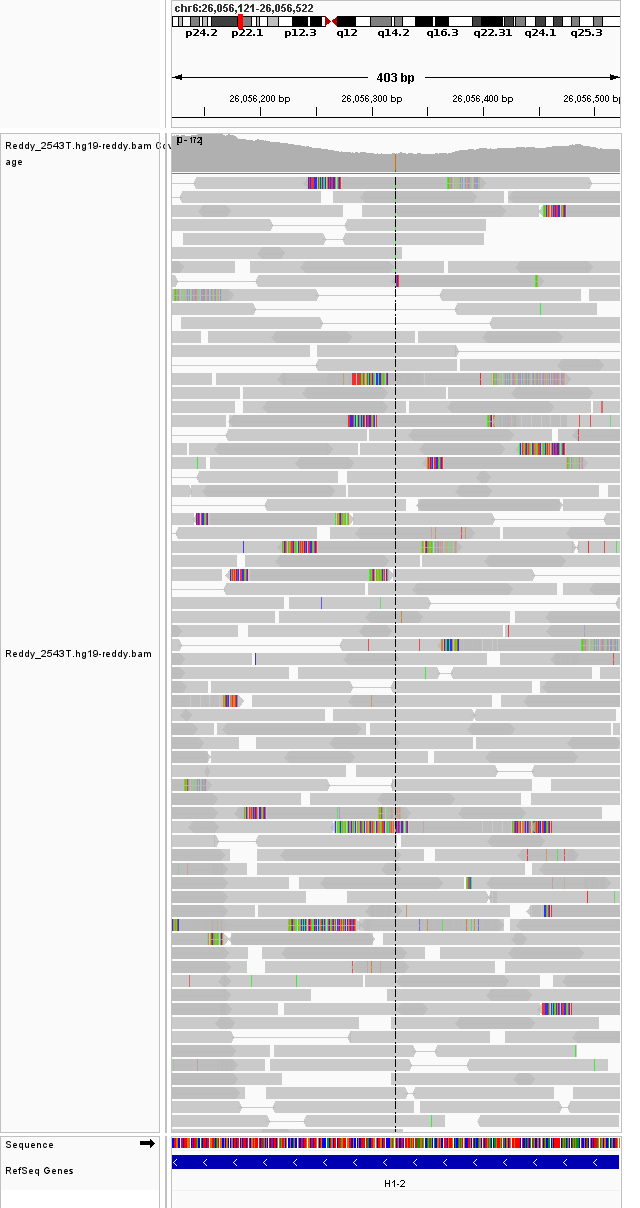 chr6:26,056,121-26,056,522
p24.2 p22.1 p12.3 q12 q14.2 q16.3 q22.31 q24.1 q25.3
403 bp
26,056,200 bp 26,056,300 bp 26,056,400 bp 26,056,500 b
[0 - 172]
Reddy_2543T.hg19-reddy.bam Cov
age
Reddy_2543T.hg19-reddy.bam
Sequence
RefSeq Genes
H1-2